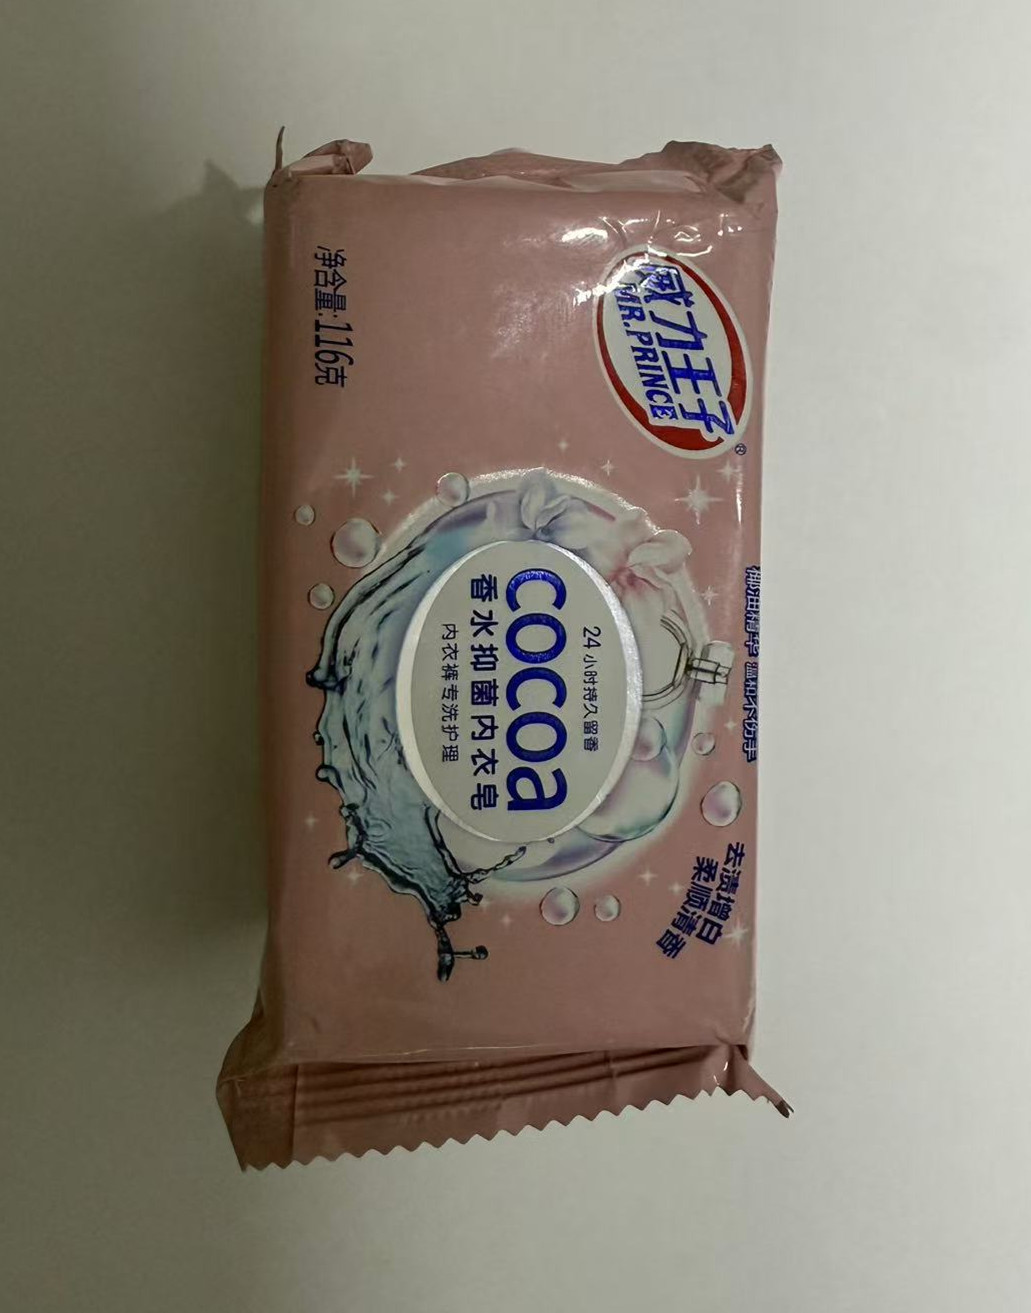 威力王子
MR.PRINCE
®
椰油精华 温和不伤手
24小时持久留香
cocoa
香水抑菌内衣皂
内衣裤专洗护理
去渍增白
柔顺清香
净含量:116克